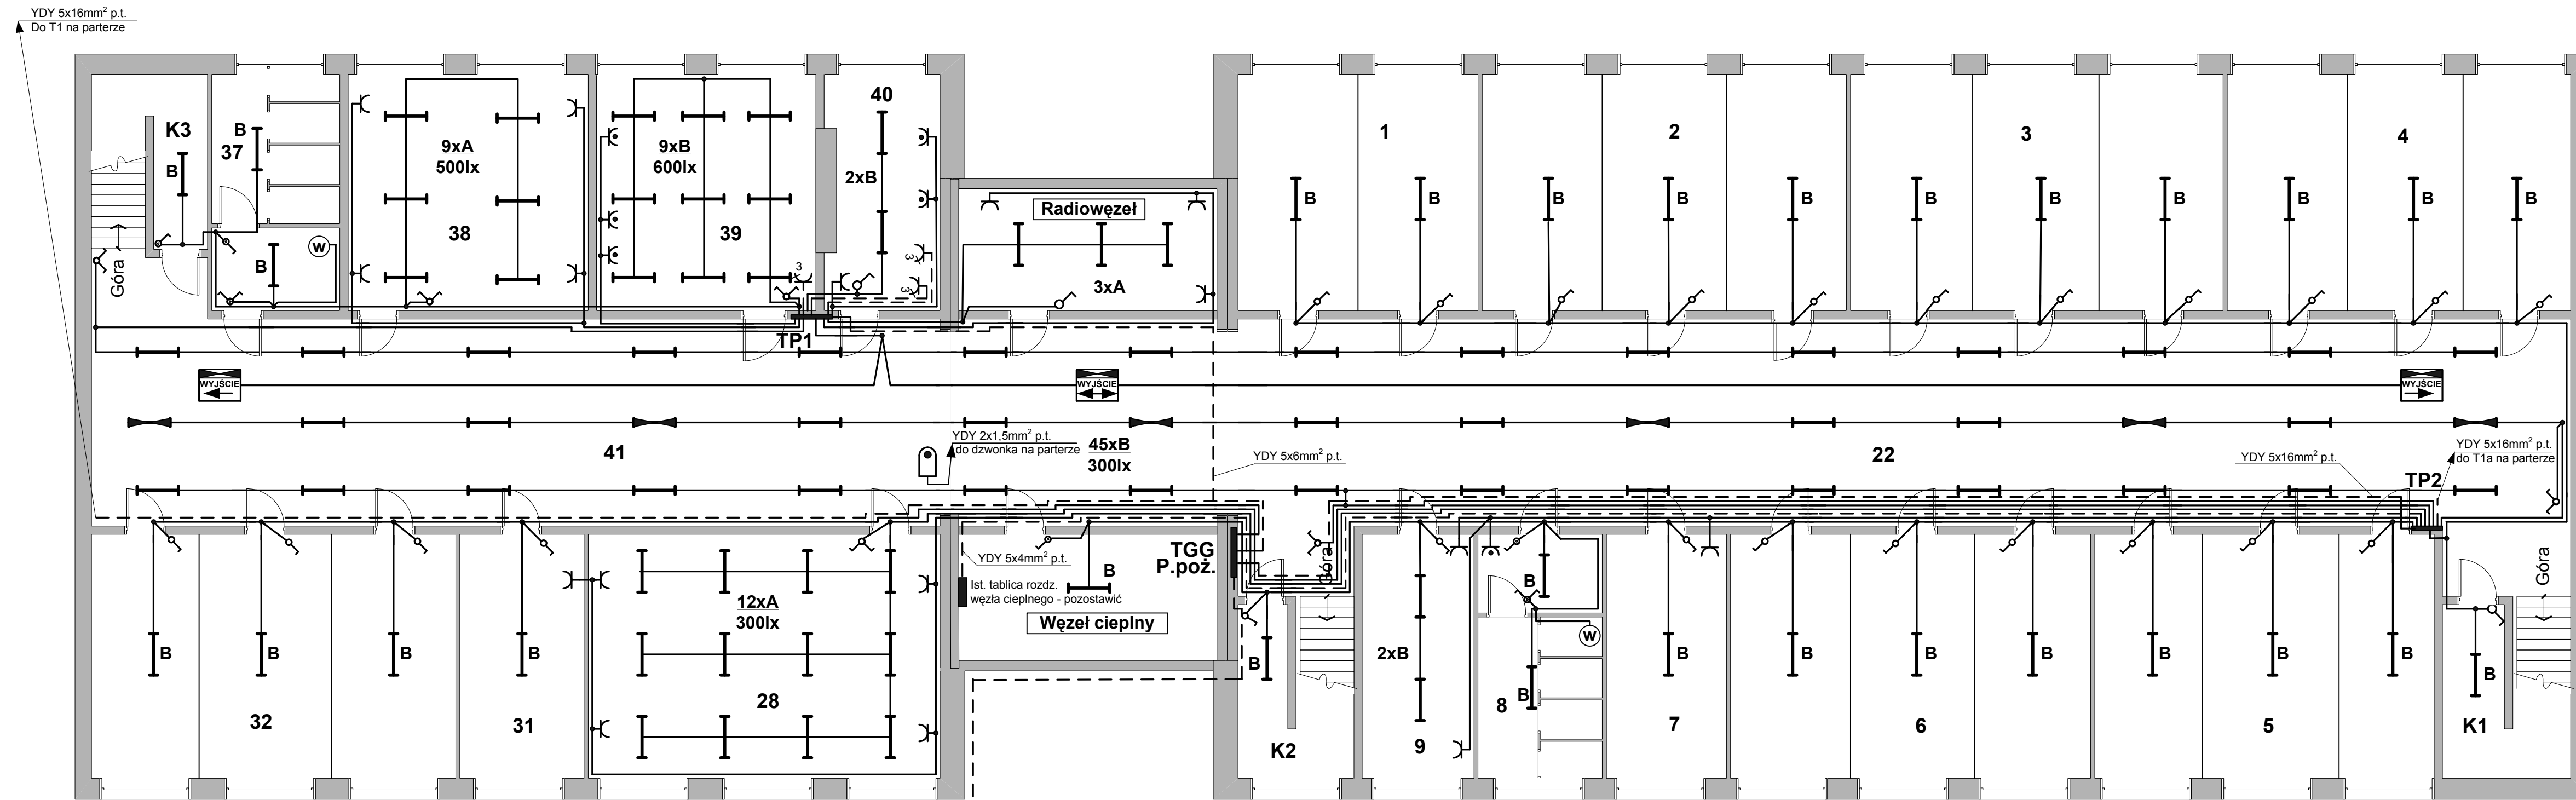 YDY 5x16mm² p.t.
Do T1 na parterze
K3
B
B
37
B
W
9xA
500lx
38
9xB
600lx
39
3
40
2xB
3
3
Radiowęzeł
3xA
1
2
3
4
B
B
B
B
B
B
B
B
B
B
B
Góra
TP1
WYJŚCIE
WYJŚCIE
WYJŚCIE
41
YDY 2x1,5mm² p.t.
do dzwonka na parterze
45xB
300lx
YDY 5x6mm² p.t.
22
YDY 5x16mm² p.t.
TP2
YDY 5x16mm² p.t.
do T1a na parterze
B
B
B
B
32
31
12xA
300lx
28
YDY 5x4mm² p.t.
Ist. tablica rozdz.
węzła cieplnego - pozostawić
B
Węzeł cieplny
TGG
P.poż.
Góra
B
K2
2xB
9
B
W
B
8
B
B
B
B
B
B
B
7
6
5
Góra
B
K1